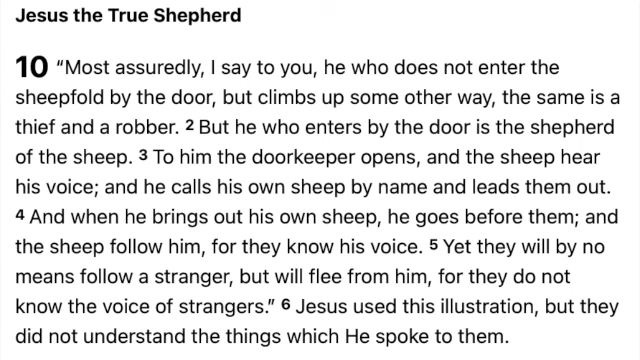 Jesus the True Shepherd
10 “Most assuredly, I say to you, he who does not enter the
sheepfold by the door, but climbs up some other way, the same is a
thief and a robber. 2 But he who enters by the door is the shepherd
of the sheep. 3 To him the doorkeeper opens, and the sheep hear
his voice; and he calls his own sheep by name and leads them out.
4 And when he brings out his own sheep, he goes before them; and
the sheep follow him, for they know his voice. 5 Yet they will by no
means follow a stranger, but will flee from him, for they do not
know the voice of strangers.” 6 Jesus used this illustration, but they
did not understand the things which He spoke to them.